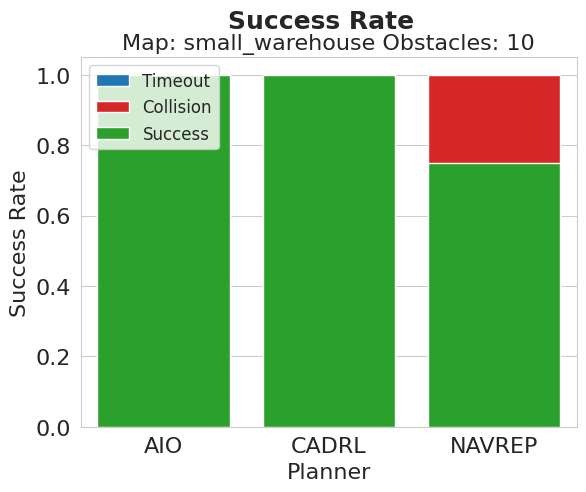 Success Rate
Map: small_warehouse Obstacles: 10
Timeout
Collision
Success
Success Rate
1.0
0.8
0.6
0.4
0.2
0.0
AIO CADRL NAVREP
Planner